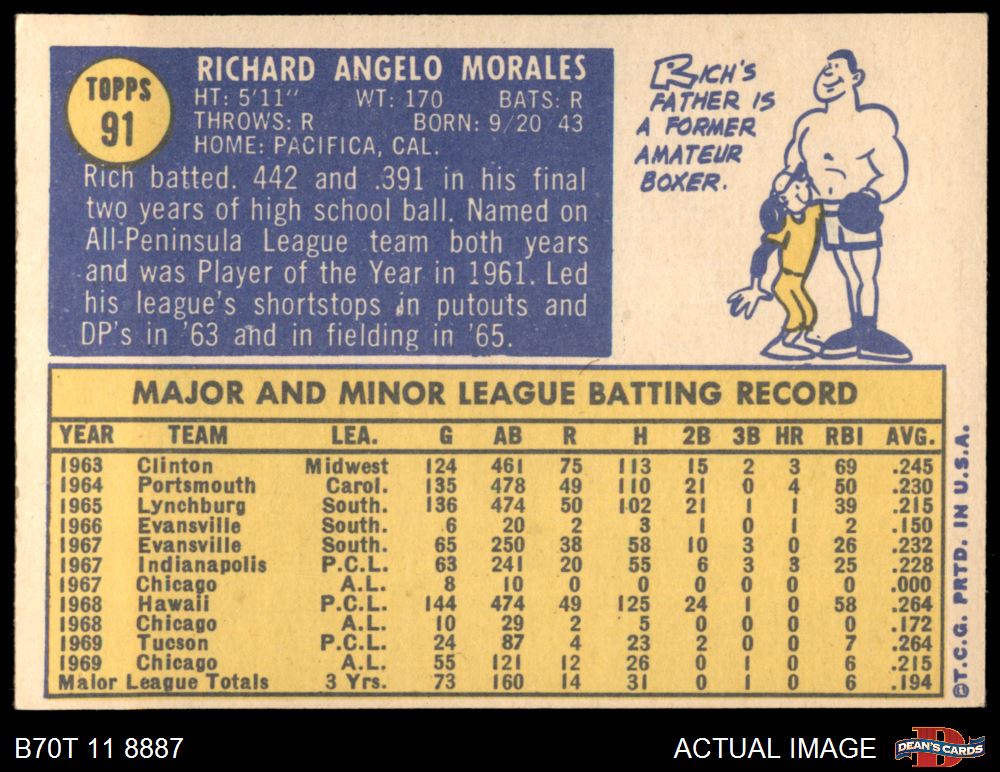 TOPPS
91
RICHARD ANGELO MORALES
HT: 5'11" WT: 170 BATS: R
THROWS: R BORN: 9/20 43
HOME: PACIFICA, CAL.
Rich batted. 442 and .391 in his final
two years of high school ball. Named on
All-Peninsula League team both years
and was Player of the Year in 1961. Led
his league's shortstops in putouts and
DP's in '63 and in fielding in '65.
RICH'S
FATHER IS
A FORMER
AMATEUR
BOXER.
MAJOR AND MINOR LEAGUE BATTING RECORD
YEAR TEAM LEA. G AB R H 2B 3B HR RBI AVG.
1963 Clinton Midwest 124 461 75 113 15 2 3 69 .245
1964 Portsmouth Carol. 135 478 49 110 21 0 4 50 .230
1965 Lynchburg South. 136 474 50 102 21 1 1 39 .215
1966 Evansville South. 6 20 2 3 1 0 1 2 .150
1967 Evansville South. 65 250 38 58 10 3 0 26 .232
1967 Indianapolis P.C.L. 63 241 20 55 6 3 3 25 .228
1967 Chicago A.L. 8 10 0 0 0 0 0 0 .000
1968 Hawaii P.C.L. 144 474 49 125 24 1 0 58 .264
1968 Chicago A.L. 10 29 2 5 0 0 0 0 .172
1969 Tucson P.C.L. 24 87 4 23 2 0 0 7 .264
1969 Chicago A.L. 55 121 12 26 0 1 0 6 .215
Major League Totals 3 Yrs. 73 160 14 31 0 1 0 6 .194
©T.C.G. PRTD. IN U.S.A.
B70T 11 8887
ACTUAL IMAGE
D
DEAN'S CARDS